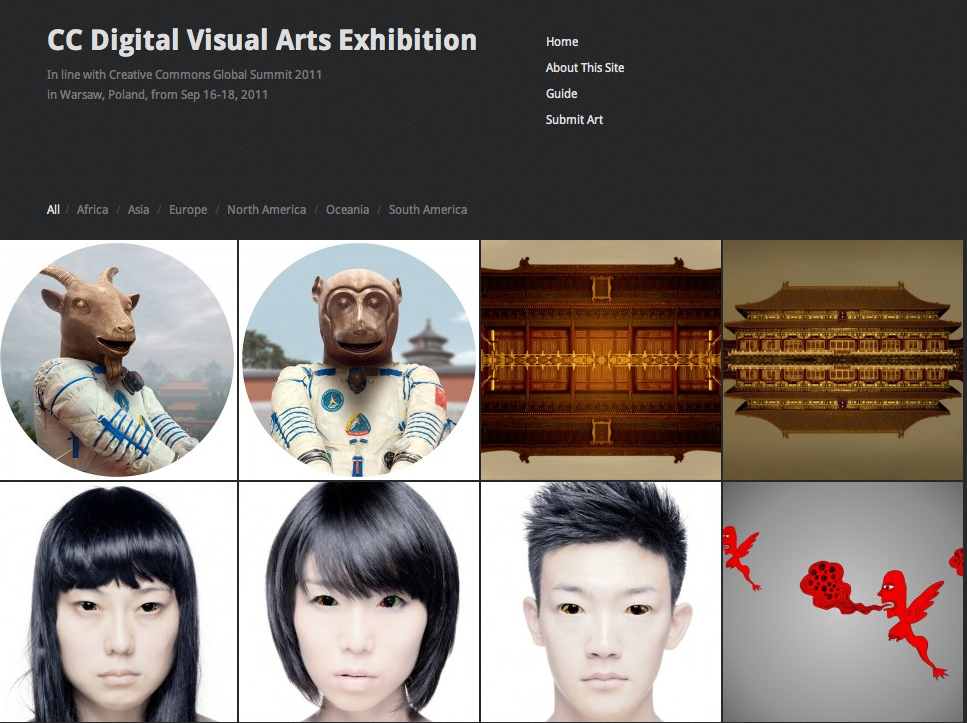 CC Digital Visual Arts Exhibition
In line with Creative Commons Global Summit 2011
in Warsaw, Poland, from Sep 16-18, 2011
Home
About This Site
Guide
Submit Art
All / Africa / Asia / Europe / North America / Oceania / South America